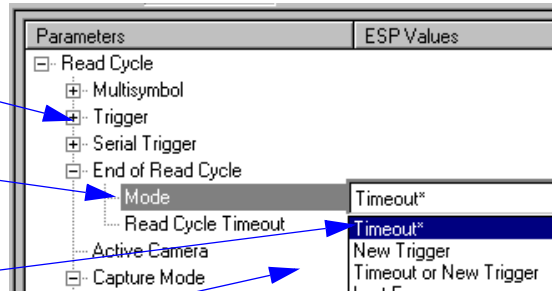 Parameters ESP Values
Read Cycle
Multisymbol
Trigger
Serial Trigger
End of Read Cycle
Mode Timeout*
Read Cycle Timeout Timeout*
Active Camera New Trigger
Capture Mode Timeout or New Trigger